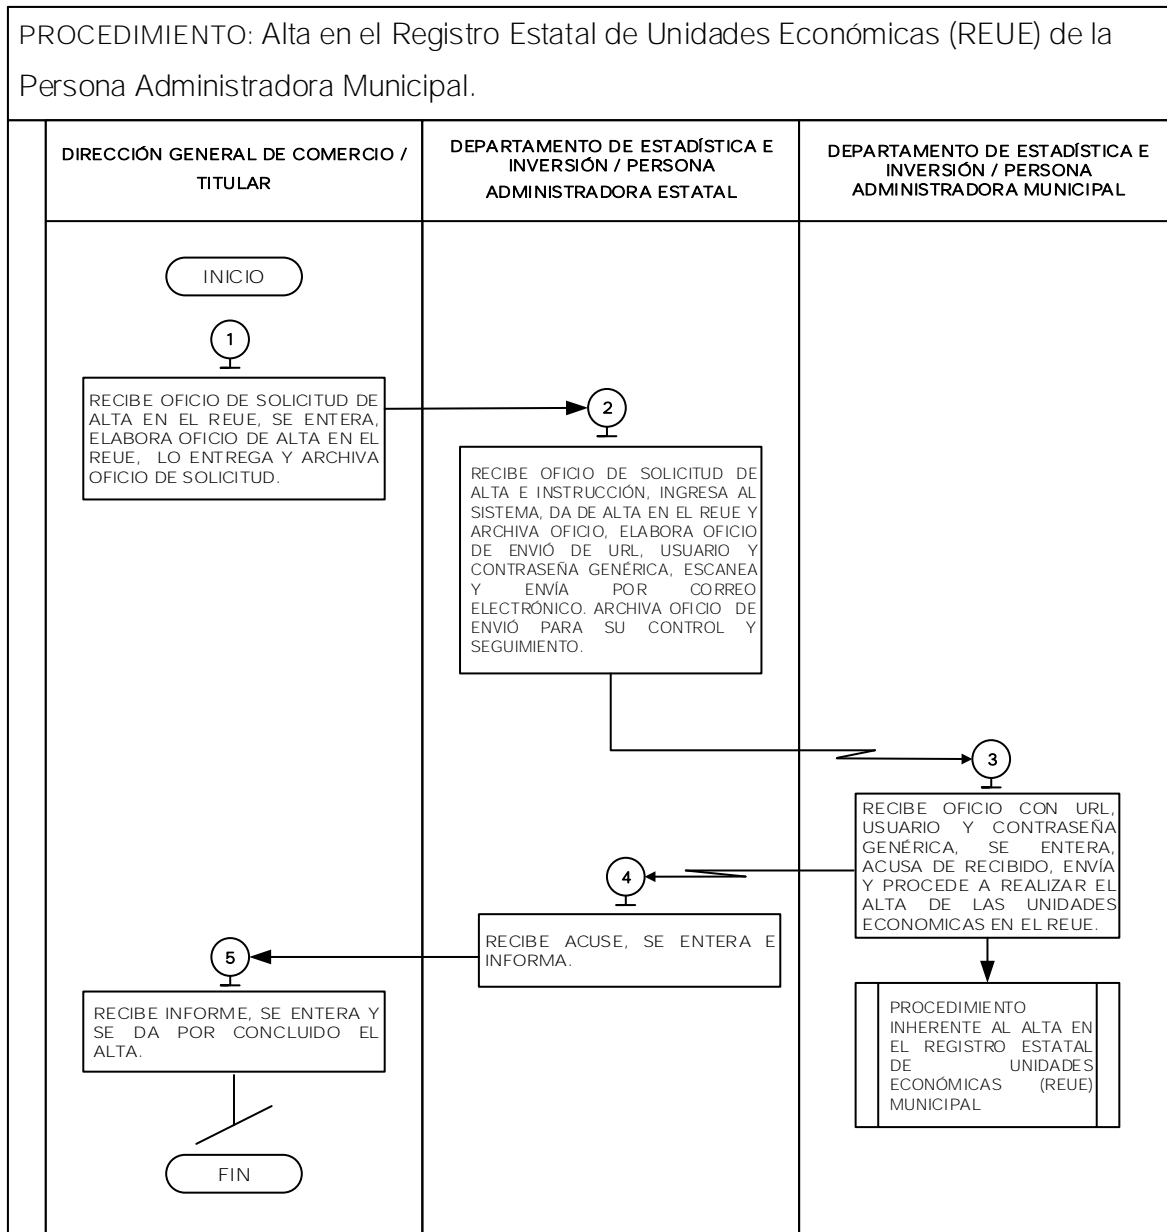 PROCEDIMIENTO: Alta en el Registro Estatal de Unidades Económicas (REUE) de la
Persona Administradora Municipal.
DIRECCIÓN GENERAL DE COMERCIO /
TITULAR
DEPARTAMENTO DE ESTADÍSTICA E
INVERSIÓN / PERSONA
ADMINISTRADORA ESTATAL
DEPARTAMENTO DE ESTADÍSTICA E
INVERSIÓN / PERSONA
ADMINISTRADORA MUNICIPAL
INICIO
1
RECIBE OFICIO DE SOLICITUD DE
ALTA EN EL REUE, SE ENTERA,
ELABORA OFICIO DE ALTA EN EL
REUE, LO ENTREGA Y ARCHIVA
OFICIO DE SOLICITUD.
2
RECIBE OFICIO DE SOLICITUD DE
ALTA E INSTRUCCIÓN, INGRESA AL
SISTEMA, DA DE ALTA EN EL REUE Y
ARCHIVA OFICIO, ELABORA OFICIO
DE ENVIÓ DE URL, USUARIO Y
CONTRASEÑA GENÉRICA, ESCANEA
Y ENVÍA POR CORREO
ELECTRÓNICO. ARCHIVA OFICIO DE
ENVIÓ PARA SU CONTROL Y
SEGUIMIENTO.
3
RECIBE OFICIO CON URL,
USUARIO Y CONTRASEÑA
GENÉRICA, SE ENTERA,
ACUSA DE RECIBIDO, ENVÍA
Y PROCEDE A REALIZAR EL
ALTA DE LAS UNIDADES
ECONOMICAS EN EL REUE.
4
RECIBE ACUSE, SE ENTERA E
INFORMA.
5
RECIBE INFORME, SE ENTERA Y
SE DA POR CONCLUIDO EL
ALTA.
PROCEDIMIENTO
INHERENTE AL ALTA EN
EL REGISTRO ESTATAL
DE UNIDADES
ECONÓMICAS (REUE)
MUNICIPAL
FIN